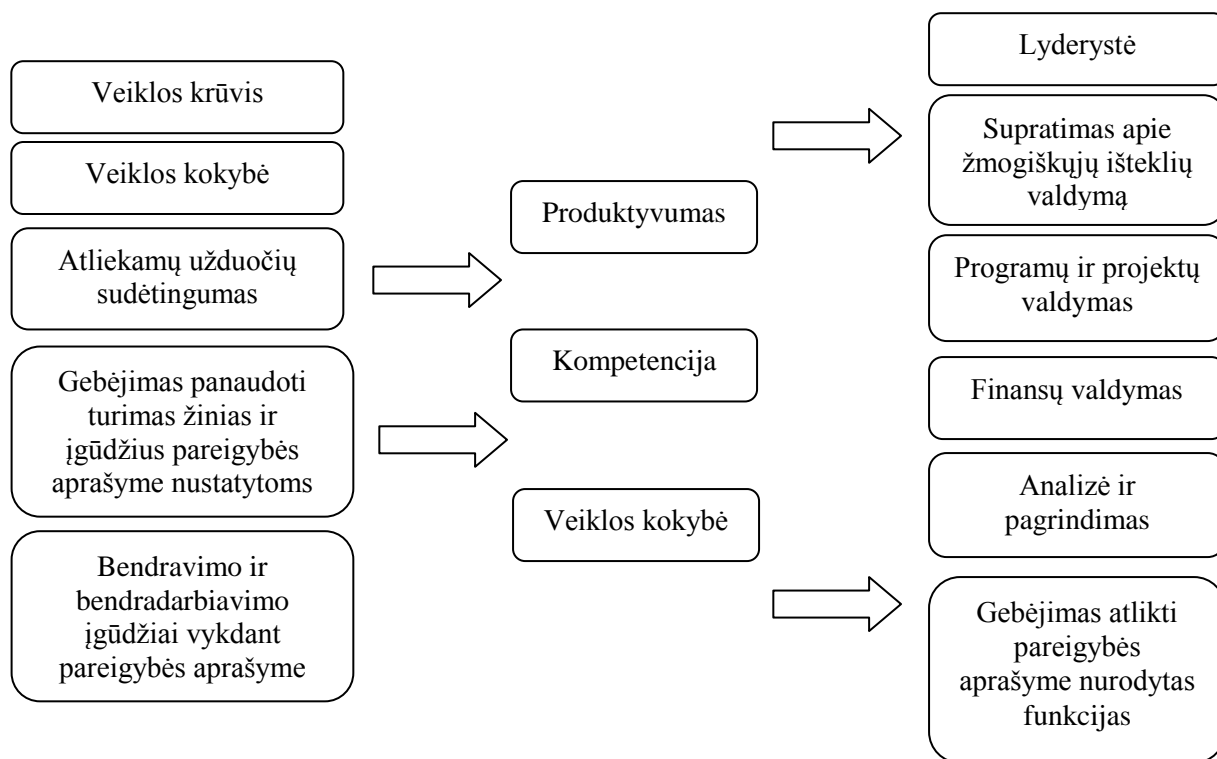 Veiklos krūvis
Veiklos kokybė
Atliekamų užduočių
sudėtingumas
Gebėjimas panaudoti
turimas žinias ir
įgūdžius pareigybės
aprašyme nustatytoms
Bendravimo ir
bendradarbiavimo
įgūdžiai vykdant
pareigybės aprašyme
Produktyvumas
Kompetencija
Veiklos kokybė
Lyderystė
Supratimas apie
žmogiškųjų išteklių
valdymą
Programų ir projektų
valdymas
Finansų valdymas
Analizė ir
pagrindimas
Gebėjimas atlikti
pareigybės
aprašyme nurodytas
funkcijas